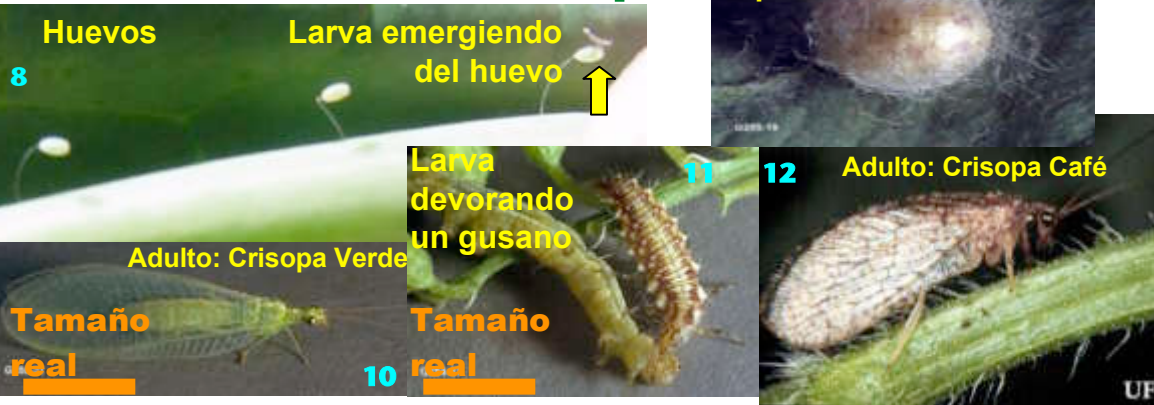 Huevos
Larva emergiendo
del huevo
8
Larva
devorando
un gusano
11
12
Adulto: Crisopa Café
Adulto: Crisopa Verde
Tamaño
real
10
Tamaño
real
UF